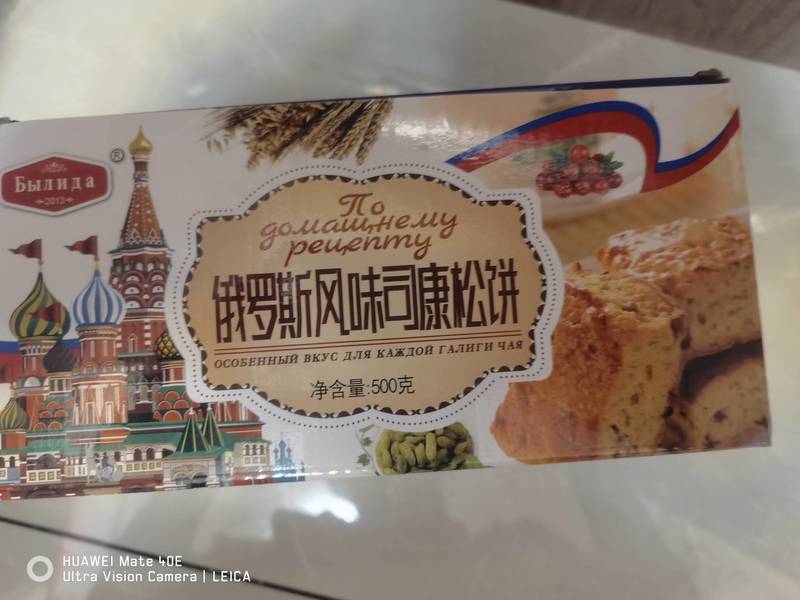 Былида
®
2013
По
домашнему
рецепту
俄罗斯风味司康松饼
ОСОБЕННЫЙ ВКУС ДЛЯ КАЖДОЙ ГАЛИГИ ЧАЯ
净含量:500克
HUAWEI Mate 40E
Ultra Vision Camera | LEICA